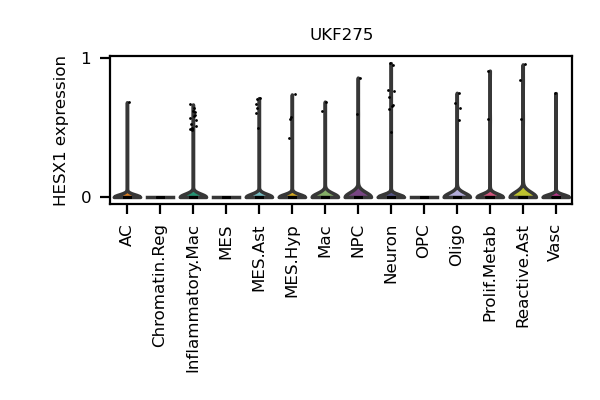 UKF275
HESX1 expression
1
0
AC
Chromatin.Reg
Inflammatory.Mac
MES
MES.Ast
MES.Hyp
Mac
NPC
Neuron
OPC
Oligo
Prolif.Metab
Reactive.Ast
Vasc